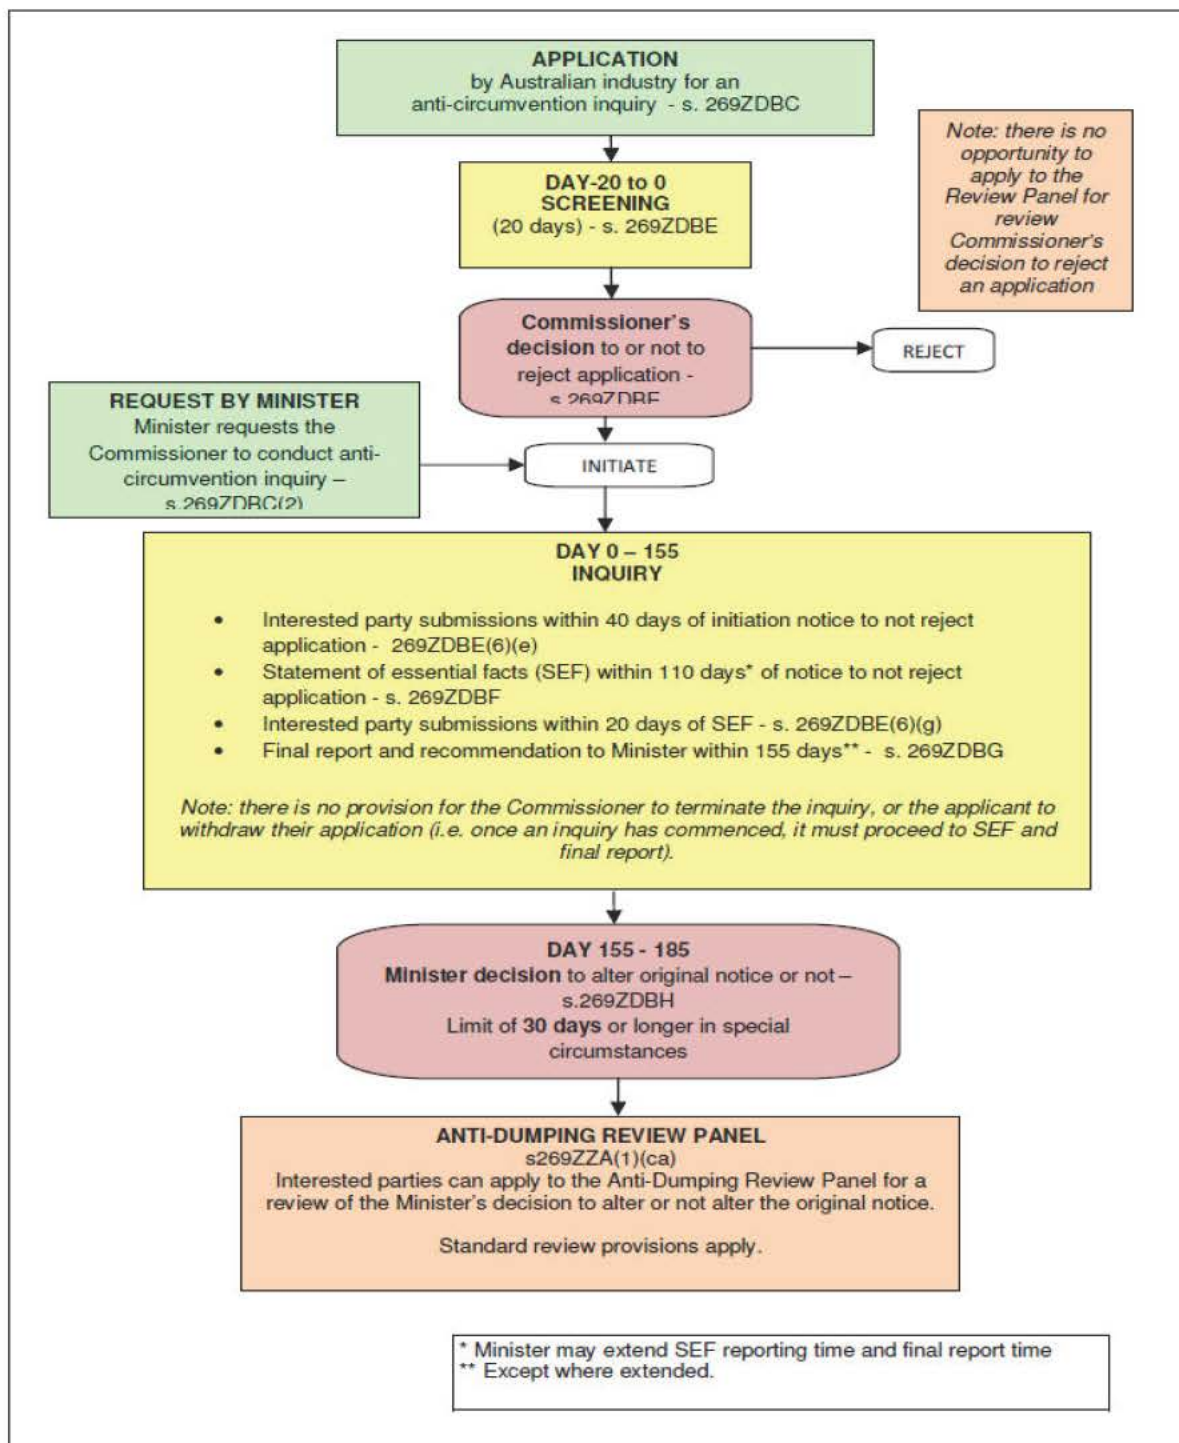 APPLICATION
by Australian industry for an
anti-circumvention inquiry - s. 269ZDBC
Note: there is no
opportunity to
apply to the
Review Panel for
review
Commissioner's
decision to reject
an application
DAY-20 to 0
SCREENING
(20 days) - s. 269ZDBE
Commissioner's
decision to or not to
reject application -
s.269ZDBE
REJECT
REQUEST BY MINISTER
Minister requests the
Commissioner to conduct anti-
circumvention inquiry –
s.269ZDBC(2)
INITIATE
DAY 0 – 155
INQUIRY
• Interested party submissions within 40 days of initiation notice to not reject
application - 269ZDBE(6)(e)
• Statement of essential facts (SEF) within 110 days* of notice to not reject
application - s. 269ZDBF
• Interested party submissions within 20 days of SEF - s. 269ZDBE(6)(g)
• Final report and recommendation to Minister within 155 days** - s. 269ZDBG
Note: there is no provision for the Commissioner to terminate the inquiry, or the applicant to
withdraw their application (i.e. once an inquiry has commenced, it must proceed to SEF and
final report).
DAY 155 - 185
Minister decision to alter original notice or not –
s.269ZDBH
Limit of 30 days or longer in special
circumstances
ANTI-DUMPING REVIEW PANEL
s269ZZA(1)(ca)
Interested parties can apply to the Anti-Dumping Review Panel for a
review of the Minister's decision to alter or not alter the original notice.
Standard review provisions apply.
* Minister may extend SEF reporting time and final report time
** Except where extended.